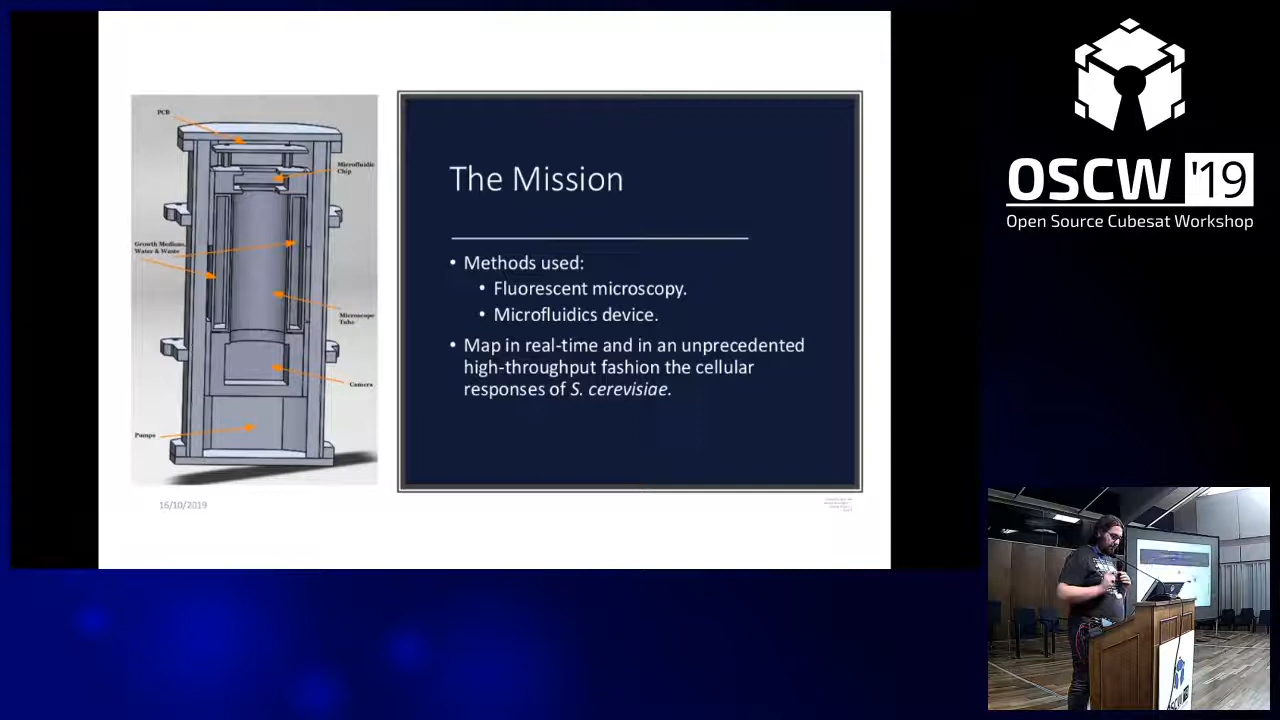 PCB
Microfluidic
Chip
Growth Medium,
Water & Waste
Microscope
Tube
Camera
Pumps
16/10/2019
The Mission
• Methods used:
• Fluorescent microscopy.
• Microfluidics device.
• Map in real-time and in an unprecedented
high-throughput fashion the cellular
responses of S. cerevisiae.
OSCW '19
Open Source Cubesat Workshop
OSCW